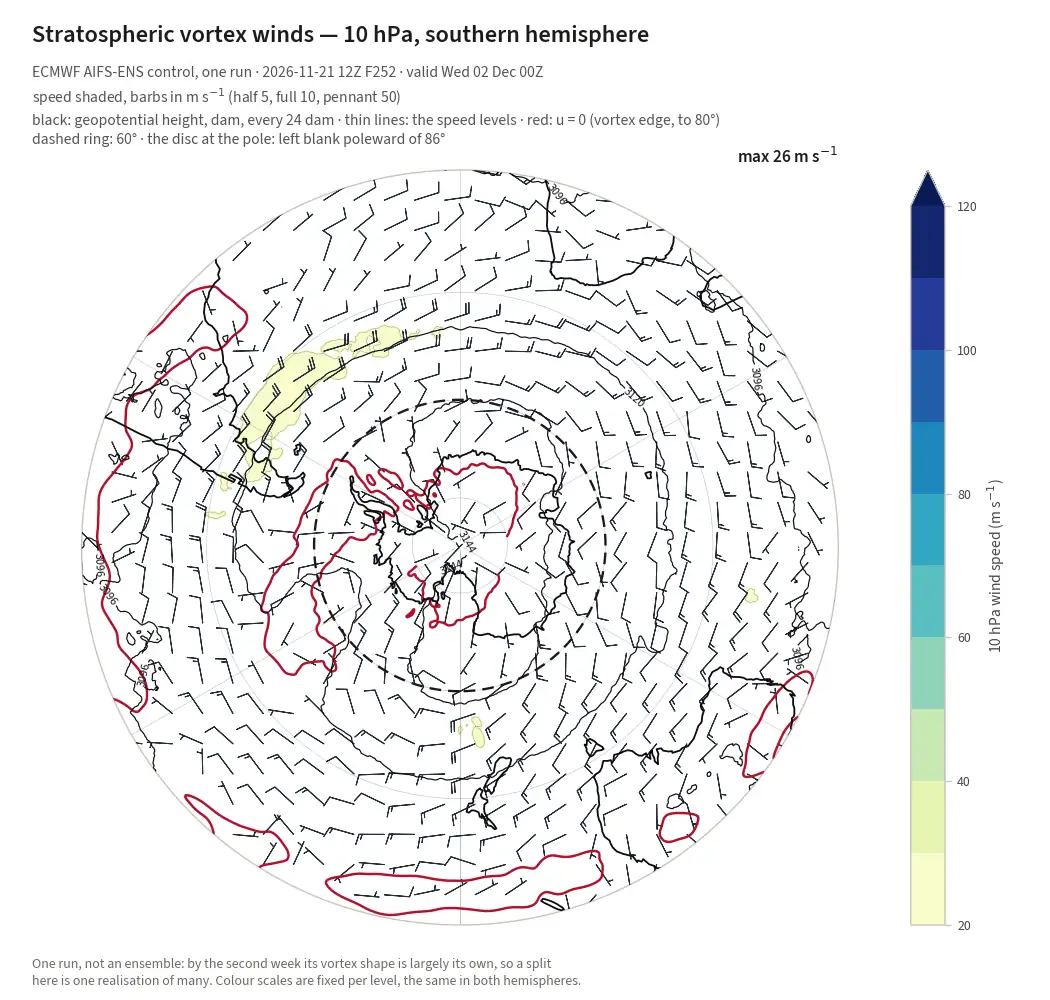 Stratospheric vortex winds — 10 hPa, southern hemisphere
ECMWF AIFS-ENS control, one run · 2026-11-21 12Z F252 · valid Wed 02 Dec 00Z
speed shaded, barbs in m s⁻¹ (half 5, full 10, pennant 50)
black: geopotential height, dam, every 24 dam · thin lines: the speed levels · red: u = 0 (vortex edge, to 80°)
dashed ring: 60° · the disc at the pole: left blank poleward of 86°
max 26 m s⁻¹
3096
120
100
3096
3120
80
10 hPa wind speed (m s⁻¹)
3144
3096
3096
60
3096
40
20
One run, not an ensemble: by the second week its vortex shape is largely its own, so a split
here is one realisation of many. Colour scales are fixed per level, the same in both hemispheres.